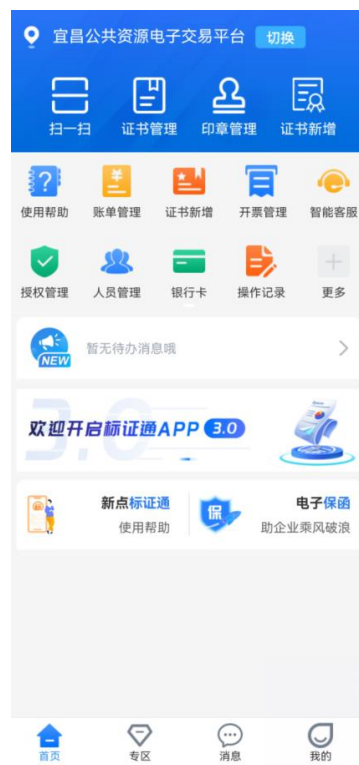 宜昌公共资源电子交易平台 切换
扫一扫 证书管理 印章管理 证书新增
使用帮助 账单管理 证书新增 开票管理 智能客服
授权管理 人员管理 银行卡 操作记录 更多
NEW 暂无待办消息哦
3.0
欢迎开启标证通APP 3.0
新点标证通 保 电子保函
使用帮助 助企业乘风破浪
首页 专区 消息 我的